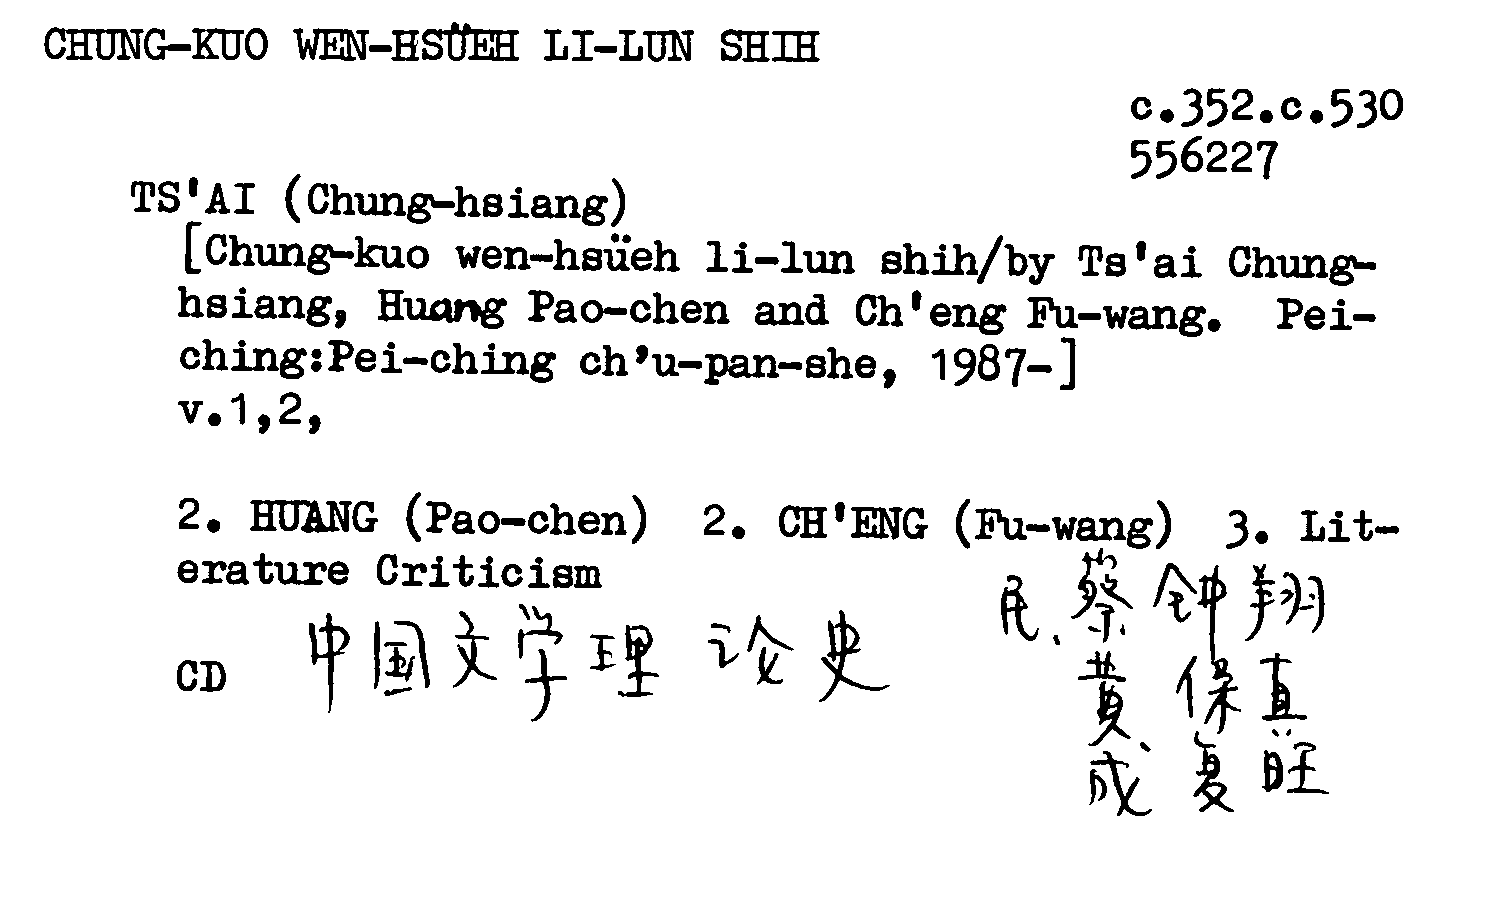 CHUNG-KUO WEN-HSÜEH LI-LUN SHIH
c.352.c.530
556227
TS'AI (Chung-hsiang)
[Chung-kuo wen-hsüeh li-lun shih/by Ts'ai Chung-
hsiang, Huang Pao-chen and Ch'eng Fu-wang. Pei-
ching:Pei-ching ch'u-pan-she, 1987-]
v.1,2,
2. HUANG (Pao-chen) 2. CH'ENG (Fu-wang) 3. Lit-
erature Criticism
CD 中国文学理论史
蔡钟翔
黄保真
成复旺